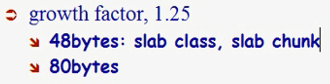 growth factor, 1.25
48bytes: slab class, slab chunk
80bytes